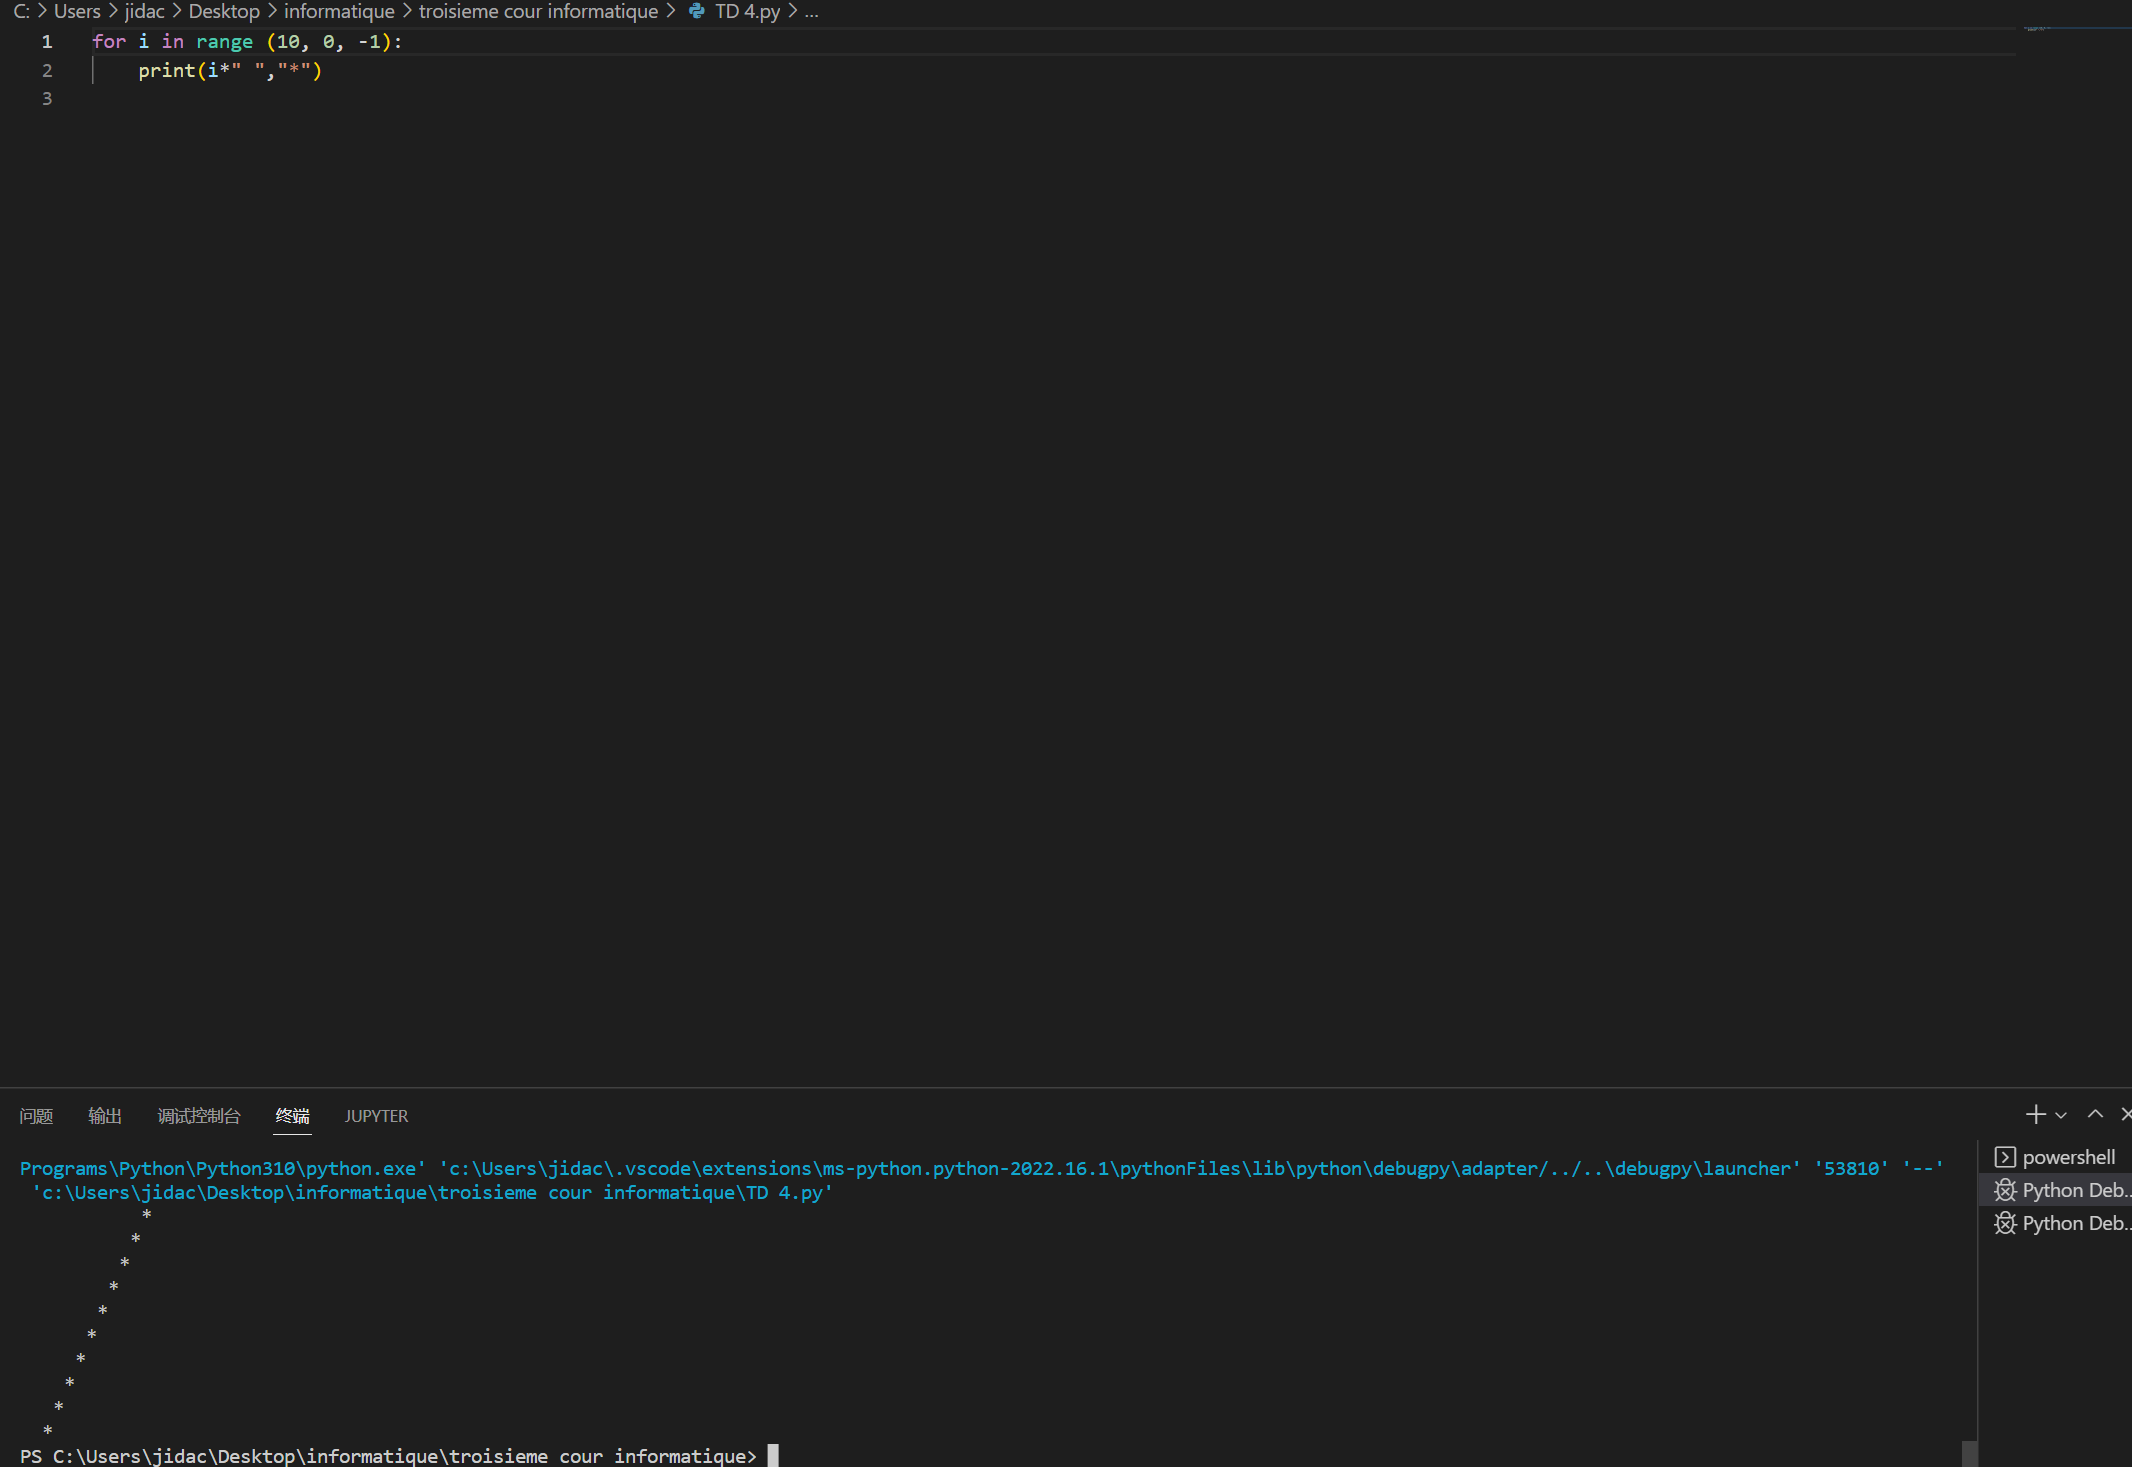 C: > Users > jidac > Desktop > informatique > troisieme cour informatique > TD 4.py > ...
1 for i in range (10, 0, -1):
2     print(i*" ","*")
3
问题 输出 调试控制台 终端 JUPYTER
Programs\Python\Python310\python.exe' 'c:\Users\jidac\.vscode\extensions\ms-python.python-2022.16.1\pythonFiles\lib\python\debugpy\adapter/../..\debugpy\launcher' '53810' '--'
 'c:\Users\jidac\Desktop\informatique\troisieme cour informatique\TD 4.py'
           *
          *
         *
        *
       *
      *
     *
    *
   *
  *
PS C:\Users\jidac\Desktop\informatique\troisieme cour informatique>
powershell
Python Deb...
Python Deb...